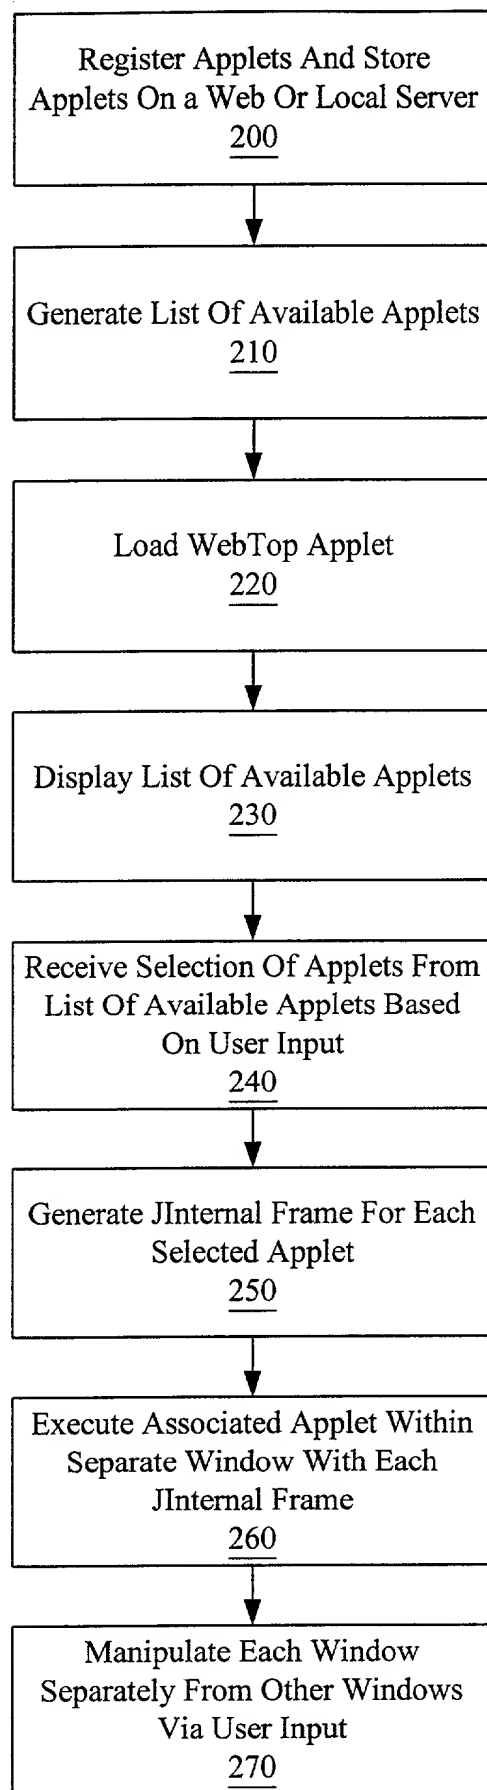 Register Applets And Store
Applets On a Web Or Local Server
200
Generate List Of Available Applets
210
Load WebTop Applet
220
Display List Of Available Applets
230
Receive Selection Of Applets From
List Of Available Applets Based
On User Input
240
Generate JInternal Frame For Each
Selected Applet
250
Execute Associated Applet Within
Separate Window With Each
JInternal Frame
260
Manipulate Each Window
Separately From Other Windows
Via User Input
270